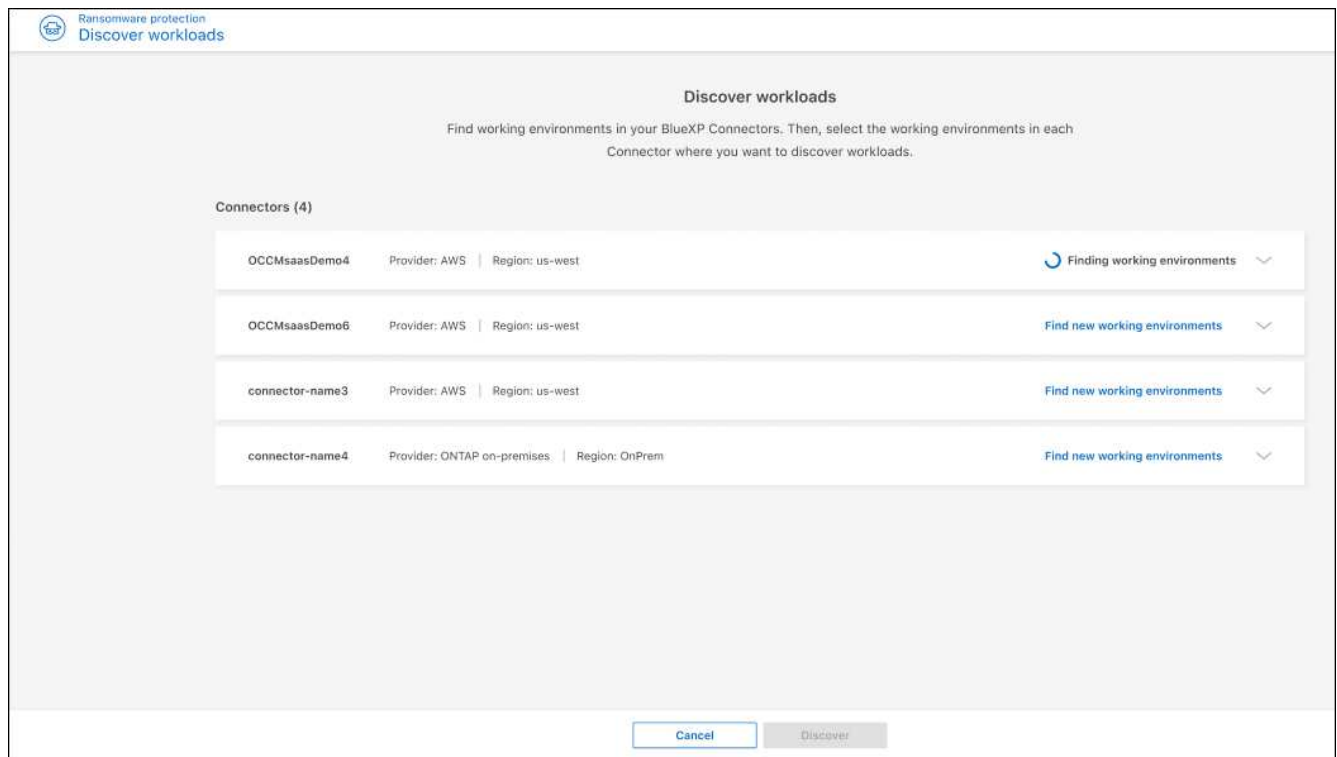 Ransomware protection
Discover workloads
Discover workloads
Find working environments in your BlueXP Connectors. Then, select the working environments in each
Connector where you want to discover workloads.
Connectors (4)
OCCMsaasDemo4 Provider: AWS | Region: us-west Finding working environments
OCCMsaasDemo6 Provider: AWS | Region: us-west Find new working environments
connector-name3 Provider: AWS | Region: us-west Find new working environments
connector-name4 Provider: ONTAP on-premises | Region: OnPrem Find new working environments
Cancel Discover